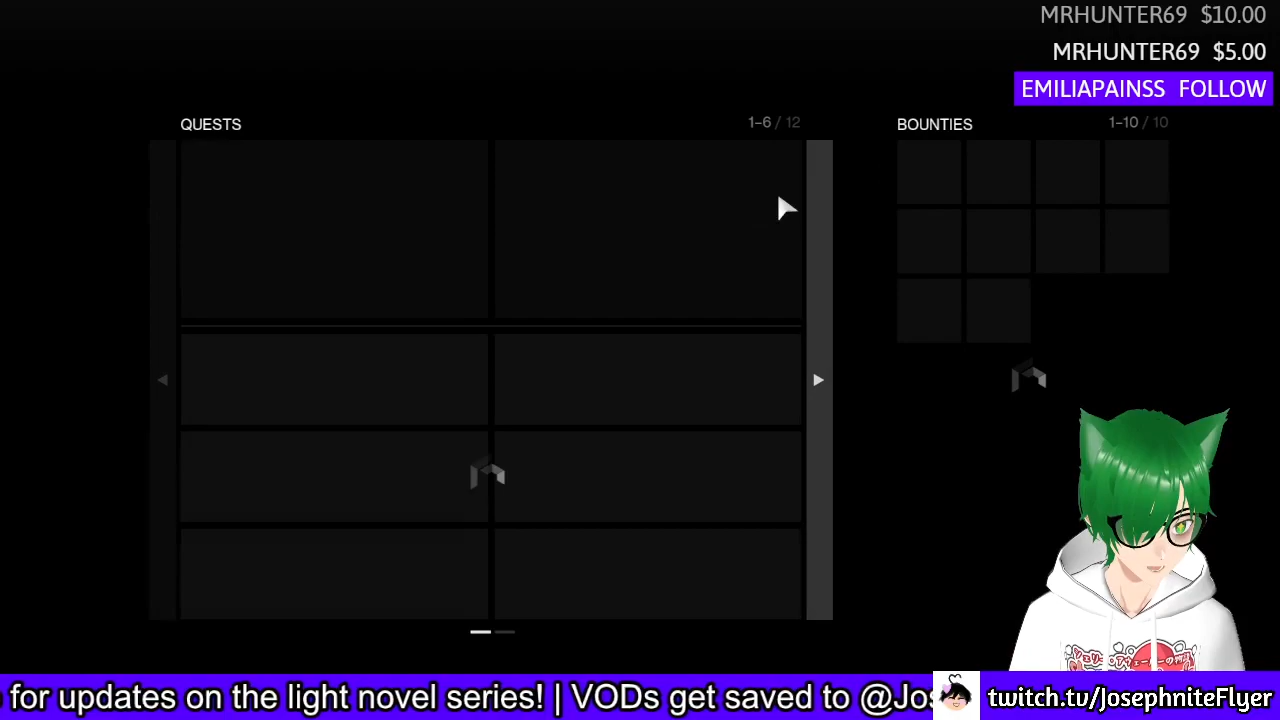 MRHUNTER69 $10.00
MRHUNTER69 $5.00
EMILIAPAINSS FOLLOW
QUESTS 1–6 / 12
BOUNTIES 1–10 / 10
for updates on the light novel series! | VODs get saved to @Jos
twitch.tv/JosephniteFlyer